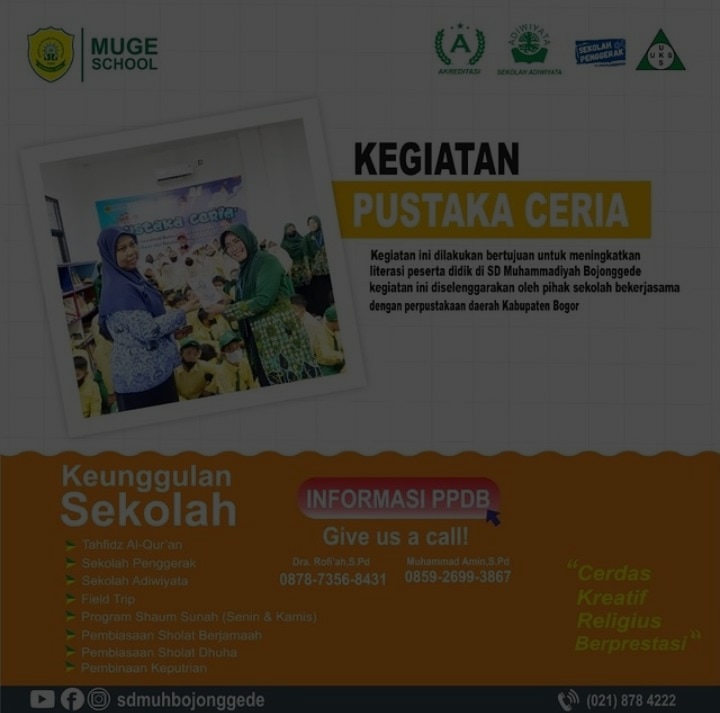 MUGE
SCHOOL
A
AKREDITASI
ADIWIYATA
SEKOLAH ADIWIYATA
SEKOLAH
PENGGERAK
U
U K S
S
KEGIATAN
PUSTAKA CERIA
Kegiatan ini dilakukan bertujuan untuk meningkatkan
literasi peserta didik di SD Muhammadiyah Bojonggede
kegiatan ini diselenggarakan oleh pihak sekolah bekerjasama
dengan perpustakaan daerah Kabupaten Bogor
Pustaka Ceria
Keunggulan
Sekolah
Tahfidz Al-Qur'an
Sekolah Penggerak
Sekolah Adiwiyata
Field Trip
Program Shaum Sunah (Senin & Kamis)
Pembiasaan Sholat Berjamaah
Pembiasaan Sholat Dhuha
Pembinaan Keputrian
INFORMASI PPDB
Give us a call!
Dra. Rofi'ah,S.Pd
0878-7356-8431
Muhammad Amin,S.Pd
0859-2699-3867
“Cerdas
Kreatif
Religius
Berprestasi”
sdmuhbojonggede
(021) 878 4222